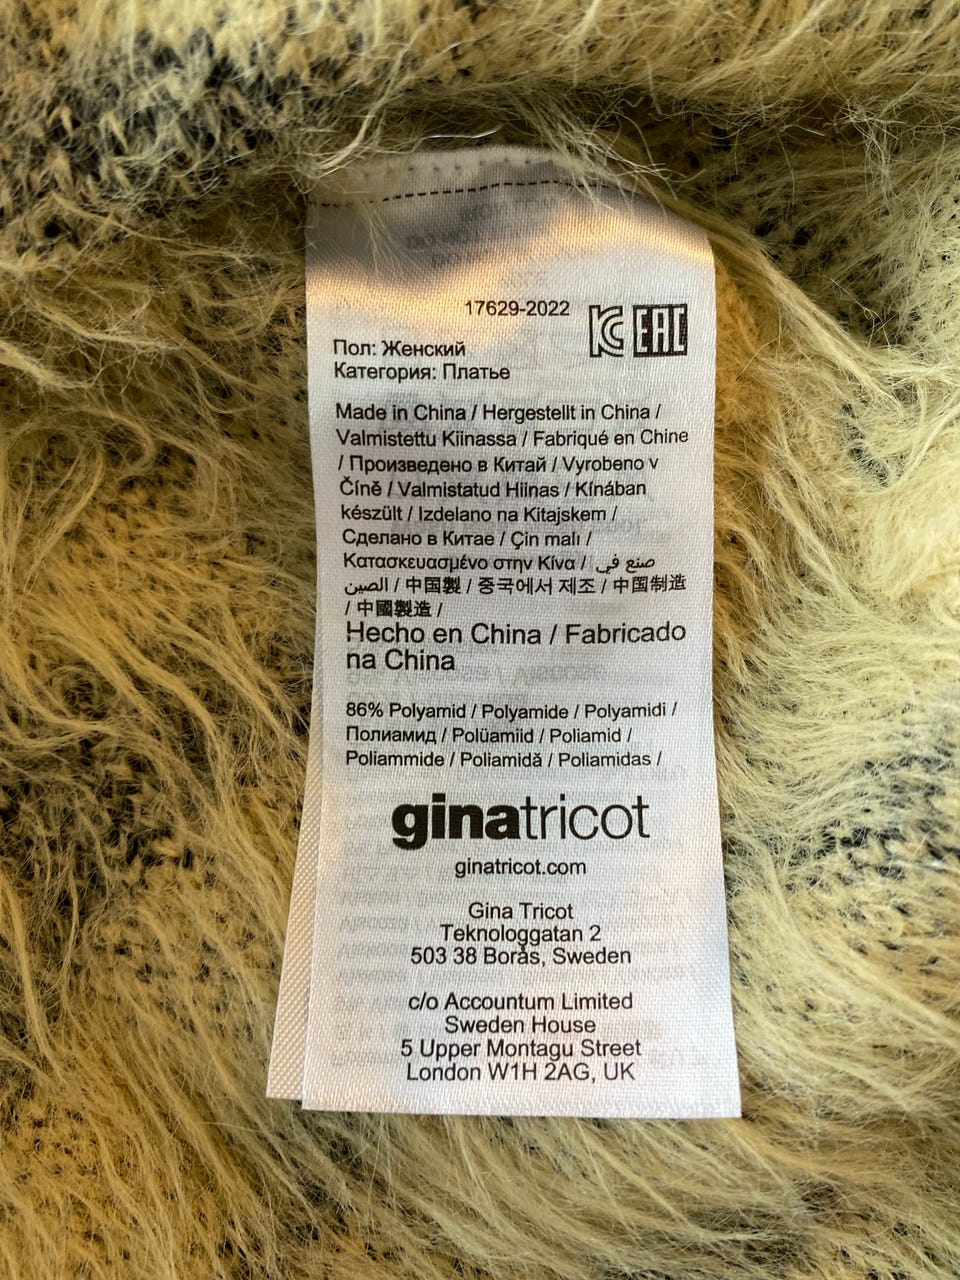 17629-2022
EAC
Пол: Женский
Категория: Платье
Made in China / Hergestellt in China /
Valmistettu Kiinassa / Fabriqué en Chine
/ Произведено в Китай / Vyrobeno v
Číně / Valmistatud Hiinas / Kínában
készült / Izdelano na Kitajskem /
Сделано в Китае / Çin malı /
Κατασκευασμένο στην Κίνα / صنع في
الصين / 中国製 / 중국에서 제조 / 中国制造
/ 中國製造 /
Hecho en China / Fabricado
na China
86% Polyamid / Polyamide / Polyamidi /
Полиамид / Polüamiid / Poliamid /
Poliammide / Poliamidă / Poliamidas /
ginatricot
ginatricot.com
Gina Tricot
Teknologgatan 2
503 38 Borås, Sweden
c/o Accountum Limited
Sweden House
5 Upper Montagu Street
London W1H 2AG, UK